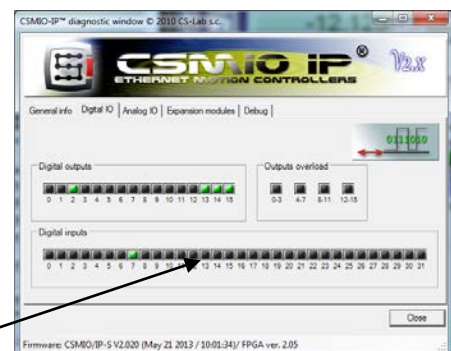 CSMIO-IP™ diagnostic window © 2010 CS-Lab s.c.
CSMIO IP® V2.x
ETHERNET MOTION CONTROLLERS
General info Digital IO Analog IO Expansion modules Debug
0111010
Digital outputs
0 1 2 3 4 5 6 7 8 9 10 11 12 13 14 15
Outputs overload
0-3 4-7 8-11 12-15
Digital inputs
0 1 2 3 4 5 6 7 8 9 10 11 12 13 14 15 16 17 18 19 20 21 22 23 24 25 26 27 28 29 30 31
Close
Firmware: CSMIO/IP-S V2.020 (May 21 2013 / 10:01:34)/ FPGA ver. 2.05